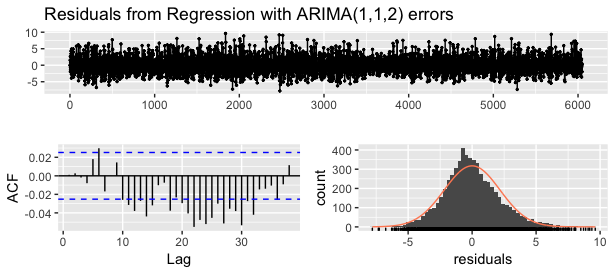 Residuals from Regression with ARIMA(1,1,2) errors
10
5
0
-5
0 1000 2000 3000 4000 5000 6000
ACF
0.02
0.00
-0.02
-0.04
0 10 20 30
Lag
count
400
300
200
100
0
-5 0 5 10
residuals